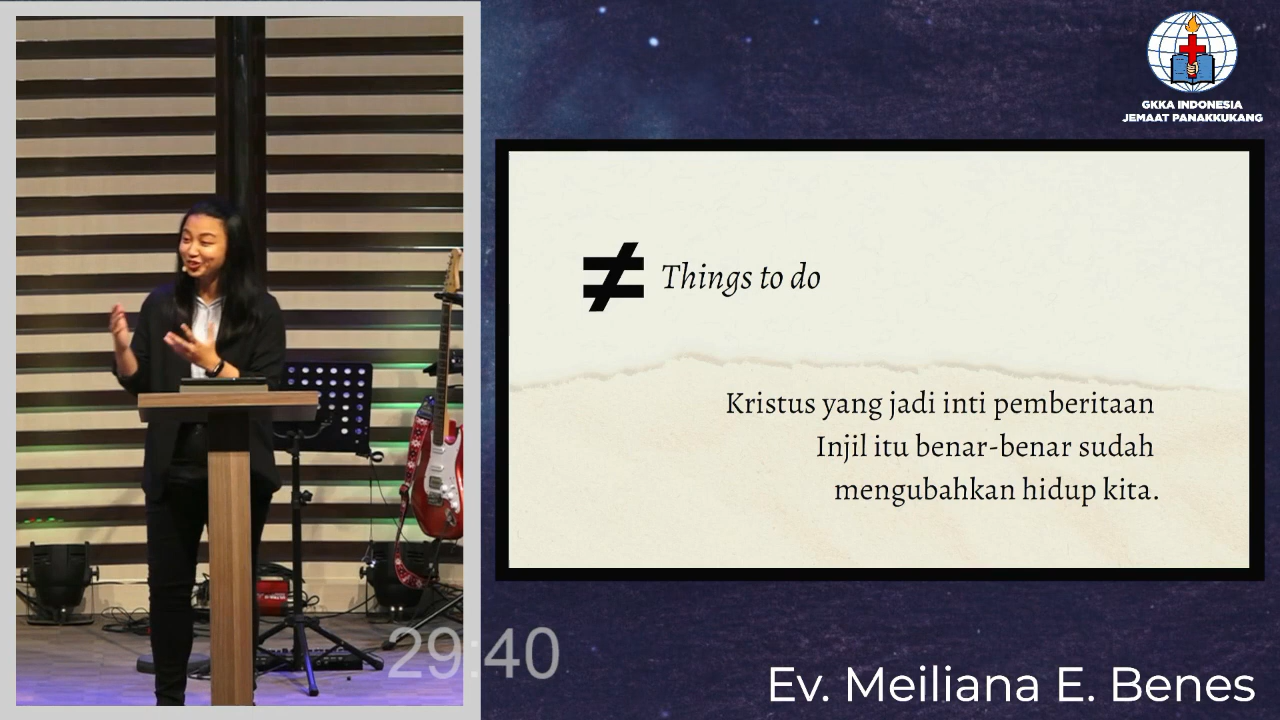 GKKA INDONESIA
JEMAAT PANAKKUKANG
≠ Things to do
Kristus yang jadi inti pemberitaan
Injil itu benar-benar sudah
mengubahkan hidup kita.
29:40
Ev. Meiliana E. Benes